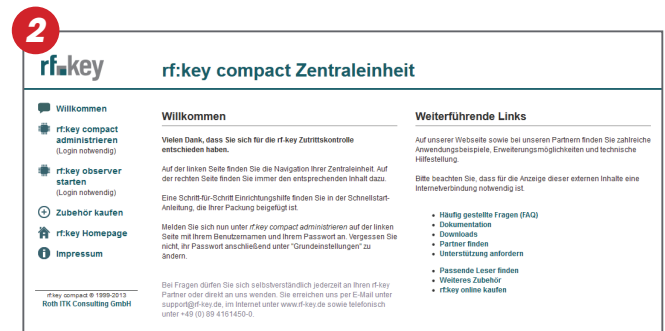 2
rf:key
rf:key compact Zentraleinheit
Willkommen
rf:key compact
administrieren
(Login notwendig)
rf:key observer
starten
(Login notwendig)
Zubehör kaufen
rf:key Homepage
Impressum
rf:key compact © 1999-2013
Roth ITK Consulting GmbH
Willkommen
Vielen Dank, dass Sie sich für die rf-key Zutrittskontrolle
entschieden haben.
Auf der linken Seite finden Sie die Navigation Ihrer Zentraleinheit. Auf
der rechten Seite finden Sie immer den entsprechenden Inhalt dazu.
Eine Schritt-für-Schritt Einrichtungshilfe finden Sie in der Schnellstart-
Anleitung, die Ihrer Packung beigefügt ist.
Melden Sie sich nun unter rf:key compact administrieren auf der linken
Seite mit Ihrem Benutzernamen und Ihrem Passwort an. Vergessen Sie
nicht, ihr Passwort anschließend unter "Grundeinstellungen" zu
ändern.
Bei Fragen dürfen Sie sich selbstverständlich jederzeit an Ihren rf-key
Partner oder direkt an uns wenden. Sie erreichen uns per E-Mail unter
support@rf-key.de, im Internet unter www.rf-key.de sowie telefonisch
unter +49 (0) 89 4161450-0.
Weiterführende Links
Auf unserer Webseite sowie bei unseren Partnern finden Sie zahlreiche
Anwendungsbeispiele, Erweiterungsmöglichkeiten und technische
Hilfestellung.
Bitte beachten Sie, dass für die Anzeige dieser externen Inhalte eine
Internetverbindung notwendig ist.
Häufig gestellte Fragen (FAQ)
Dokumentation
Downloads
Partner finden
Unterstützung anfordern
Passende Leser finden
Weiteres Zubehör
rf:key online kaufen